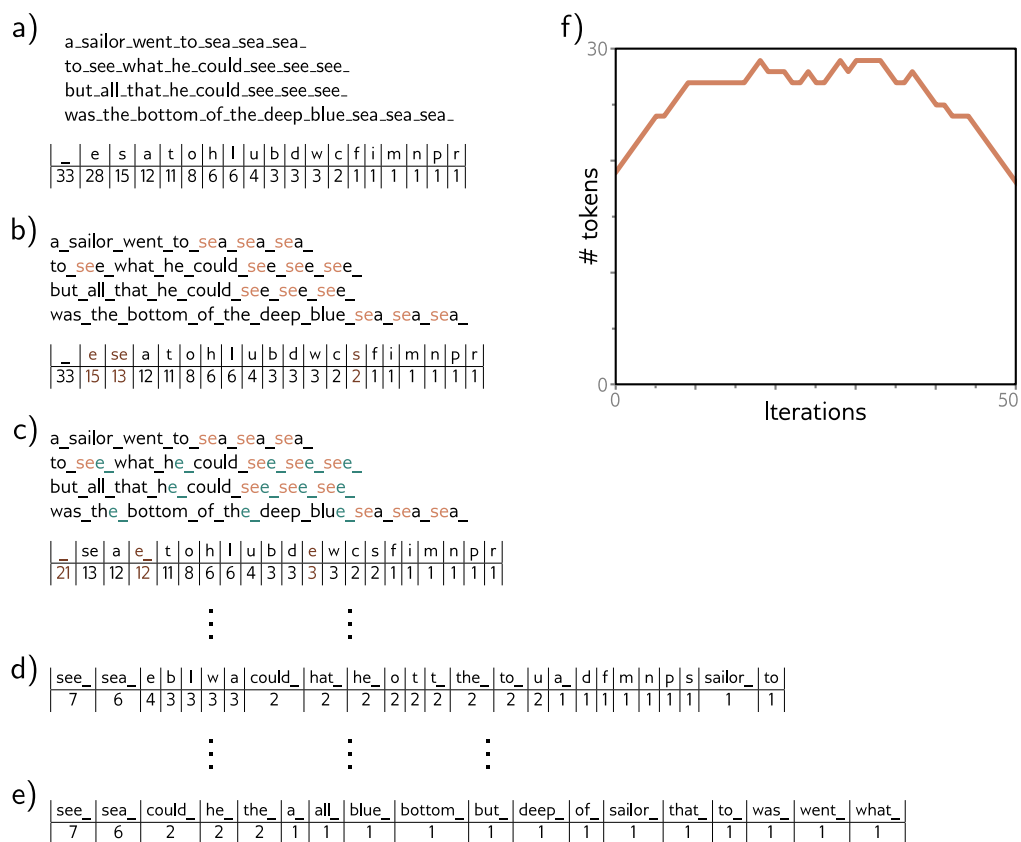 a)
a_sailor_went_to_sea_sea_sea_
to_see_what_he_could_see_see_see_
but_all_that_he_could_see_see_see_
was_the_bottom_of_the_deep_blue_sea_sea_sea_
_ e s a t o h l u b d w c f i m n p r
33 28 15 12 11 8 6 6 4 3 3 3 2 1 1 1 1 1 1
b)
a_sailor_went_to_sea_sea_sea_
to_see_what_he_could_see_see_see_
but_all_that_he_could_see_see_see_
was_the_bottom_of_the_deep_blue_sea_sea_sea_
_ e se a t o h l u b d w c s f i m n p r
33 15 13 12 11 8 6 6 4 3 3 3 2 2 1 1 1 1 1 1
c)
a_sailor_went_to_sea_sea_sea_
to_see_what_he_could_see_see_see_
but_all_that_he_could_see_see_see_
was_the_bottom_of_the_deep_blue_sea_sea_sea_
_ se a e_ t o h l u b d e w c s f i m n p r
21 13 12 12 11 8 6 6 4 3 3 3 3 2 2 1 1 1 1 1 1
d)
see_ sea_ e b l w a could_ hat_ he_ o t t_ the_ to_ u a_ d f m n p s sailor_ to
7 6 4 3 3 3 3 2 2 2 2 2 2 2 2 2 1 1 1 1 1 1 1 1 1
e)
see_ sea_ could_ he_ the_ a_ all_ blue_ bottom_ but_ deep_ of_ sailor_ that_ to_ was_ went_ what_
7 6 2 2 2 1 1 1 1 1 1 1 1 1 1 1 1 1
f)
30
# tokens
0
0
50
Iterations